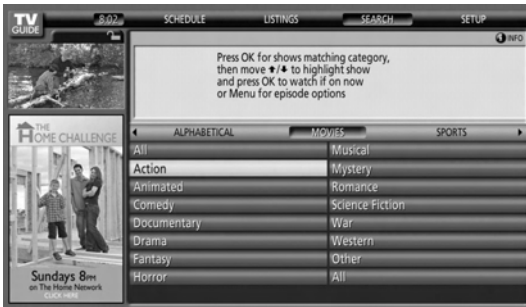 TV GUIDE
8:02
SCHEDULE LISTINGS SEARCH SETUP
INFO
Press OK for shows matching category,
then move ↑/↓ to highlight show
and press OK to watch if on now
or Menu for episode options
ALPHABETICAL MOVIES SPORTS
All Musical
Action Mystery
Animated Romance
Comedy Science Fiction
Documentary War
Drama Western
Fantasy Other
Horror All
THE
HOME CHALLENGE
Sundays 8PM
on The Home Network
CLICK HERE